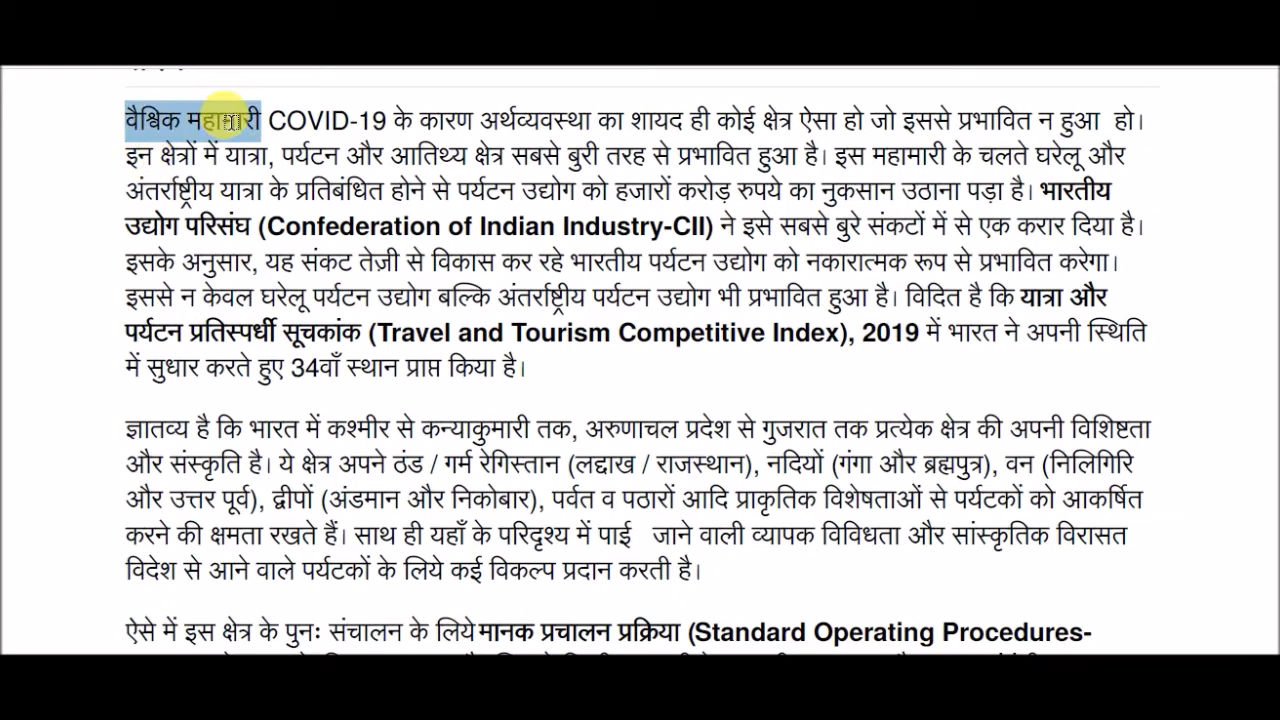 वैश्विक महामारी COVID-19 के कारण अर्थव्यवस्था का शायद ही कोई क्षेत्र ऐसा हो जो इससे प्रभावित न हुआ हो।
इन क्षेत्रों में यात्रा, पर्यटन और आतिथ्य क्षेत्र सबसे बुरी तरह से प्रभावित हुआ है। इस महामारी के चलते घरेलू और
अंतर्राष्ट्रीय यात्रा के प्रतिबंधित होने से पर्यटन उद्योग को हजारों करोड़ रुपये का नुकसान उठाना पड़ा है। भारतीय
उद्योग परिसंघ (Confederation of Indian Industry-CII) ने इसे सबसे बुरे संकटों में से एक करार दिया है।
इसके अनुसार, यह संकट तेज़ी से विकास कर रहे भारतीय पर्यटन उद्योग को नकारात्मक रूप से प्रभावित करेगा।
इससे न केवल घरेलू पर्यटन उद्योग बल्कि अंतर्राष्ट्रीय पर्यटन उद्योग भी प्रभावित हुआ है। विदित है कि यात्रा और
पर्यटन प्रतिस्पर्धी सूचकांक (Travel and Tourism Competitive Index), 2019 में भारत ने अपनी स्थिति
में सुधार करते हुए 34वाँ स्थान प्राप्त किया है।
ज्ञातव्य है कि भारत में कश्मीर से कन्याकुमारी तक, अरुणाचल प्रदेश से गुजरात तक प्रत्येक क्षेत्र की अपनी विशिष्टता
और संस्कृति है। ये क्षेत्र अपने ठंड / गर्म रेगिस्तान (लद्दाख / राजस्थान), नदियों (गंगा और ब्रह्मपुत्र), वन (निलिगिरि
और उत्तर पूर्व), द्वीपों (अंडमान और निकोबार), पर्वत व पठारों आदि प्राकृतिक विशेषताओं से पर्यटकों को आकर्षित
करने की क्षमता रखते हैं। साथ ही यहाँ के परिदृश्य में पाई जाने वाली व्यापक विविधता और सांस्कृतिक विरासत
विदेश से आने वाले पर्यटकों के लिये कई विकल्प प्रदान करती है।
ऐसे में इस क्षेत्र के पुनः संचालन के लिये मानक प्रचालन प्रक्रिया (Standard Operating Procedures-